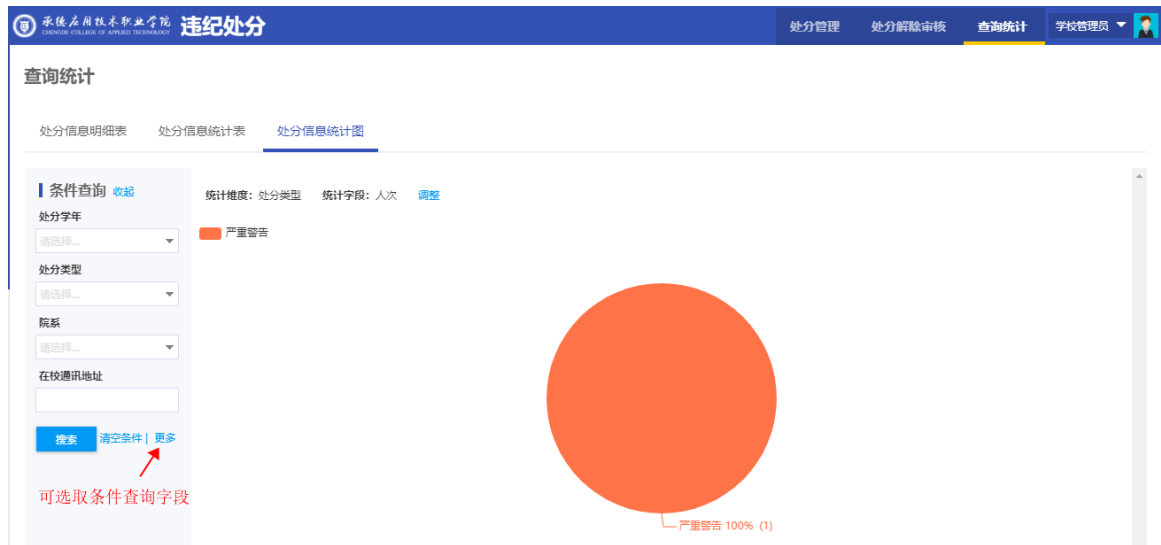 承德应用技术职业学院 违纪处分 处分管理 处分解除审核 查询统计 学校管理员
CHENGDE COLLEGE OF APPLIED TECHNOLOGY
查询统计
处分信息明细表 处分信息统计表 处分信息统计图
条件查询 收起
统计维度：处分类型 统计字段：人次 调整
处分学年
请选择...
严重警告
处分类型
请选择...
院系
请选择...
在校通讯地址
搜索 清空条件 | 更多
可选取条件查询字段
严重警告 100% (1)